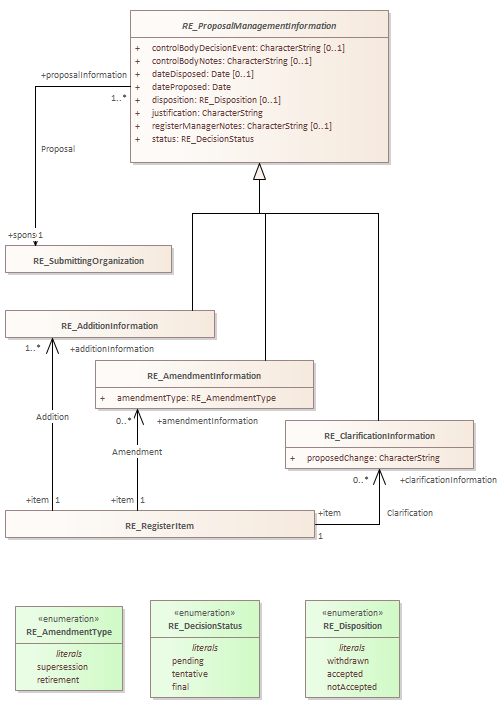 RE_ProposalManagementInformation
+ controlBodyDecisionEvent: CharacterString [0..1]
+ controlBodyNotes: CharacterString [0..1]
+ dateDisposed: Date [0..1]
+ dateProposed: Date
+ disposition: RE_Disposition [0..1]
+ justification: CharacterString
+ registerManagerNotes: CharacterString [0..1]
+ status: RE_DecisionStatus
+proposalInformation
1..*
Proposal
+spons 1
RE_SubmittingOrganization
RE_AdditionInformation
1..* +additionInformation
RE_AmendmentInformation
+ amendmentType: RE_AmendmentType
0..* +amendmentInformation
Addition
Amendment
RE_ClarificationInformation
+ proposedChange: CharacterString
0..* +clarificationInformation
+item 1
+item 1
RE_RegisterItem
+item
1
Clarification
«enumeration»
RE_AmendmentType
literals
supersession
retirement
«enumeration»
RE_DecisionStatus
literals
pending
tentative
final
«enumeration»
RE_Disposition
literals
withdrawn
accepted
notAccepted